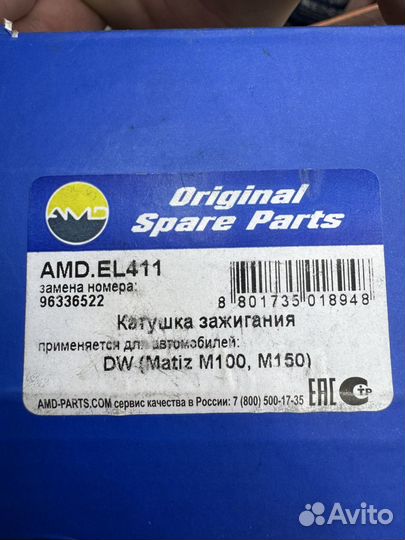 AMD
Original
Spare Parts
AMD.EL411
замена номера:
96336522
8 801735 018948
Катушка зажигания
применяется для автомобилей:
DW (Matiz M100, M150)
EAC
СТР
AMD-PARTS.COM сервис качества в России: 7 (800) 500-17-35
Avito